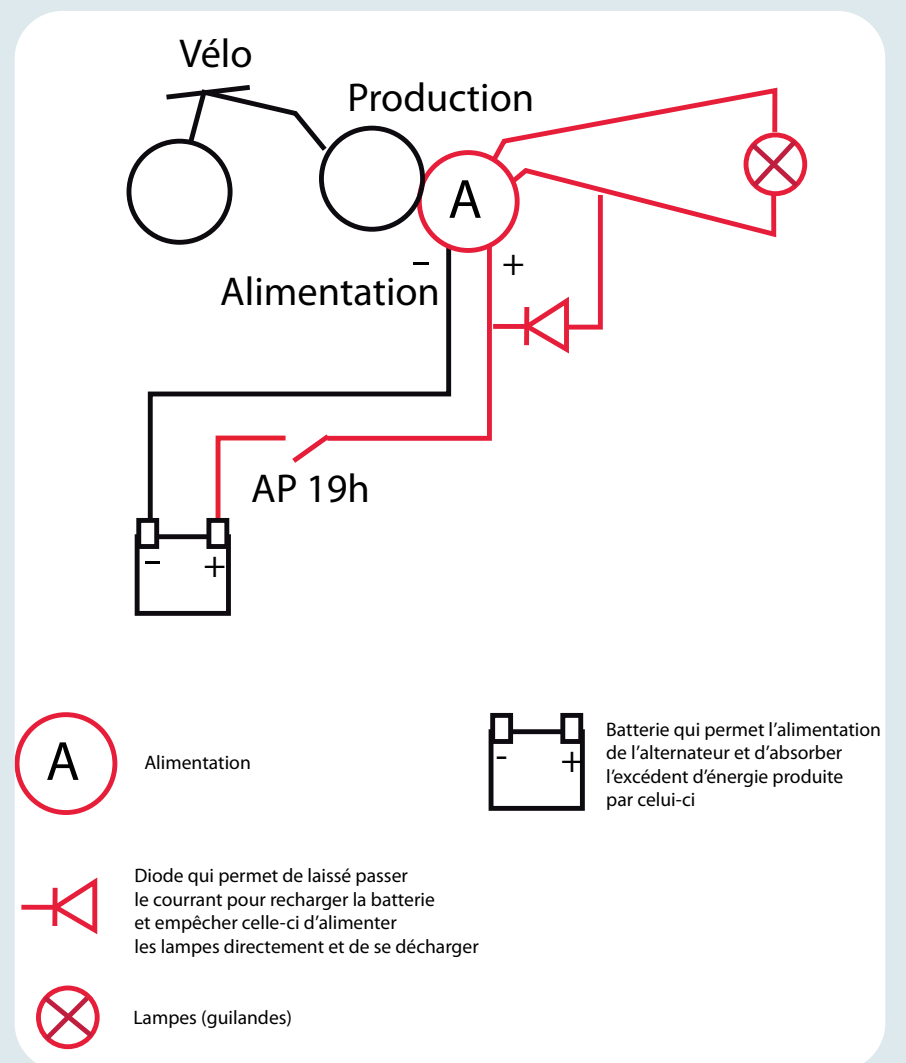 Vélo
Production
A
-
+
Alimentation
AP 19h
-
+
A
Alimentation
-
+
Batterie qui permet l'alimentation
de l'alternateur et d'absorber
l'excédent d'énergie produite
par celui-ci
Diode qui permet de laissé passer
le courrant pour recharger la batterie
et empêcher celle-ci d'alimenter
les lampes directement et de se décharger
Lampes (guilandes)